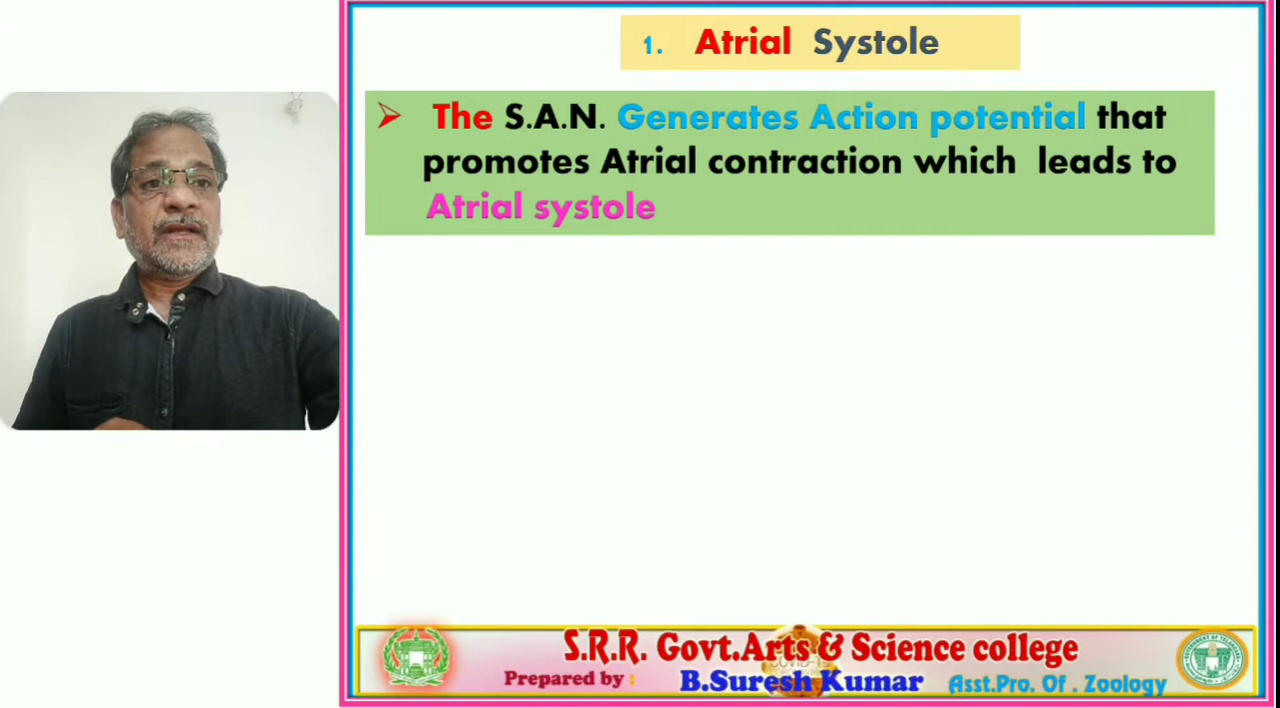 1. Atrial Systole
➢ The S.A.N. Generates Action potential that
promotes Atrial contraction which leads to
Atrial systole
S.R.R. Govt.Arts & Science college
Prepared by : B.Suresh Kumar Asst.Pro. Of . Zoology